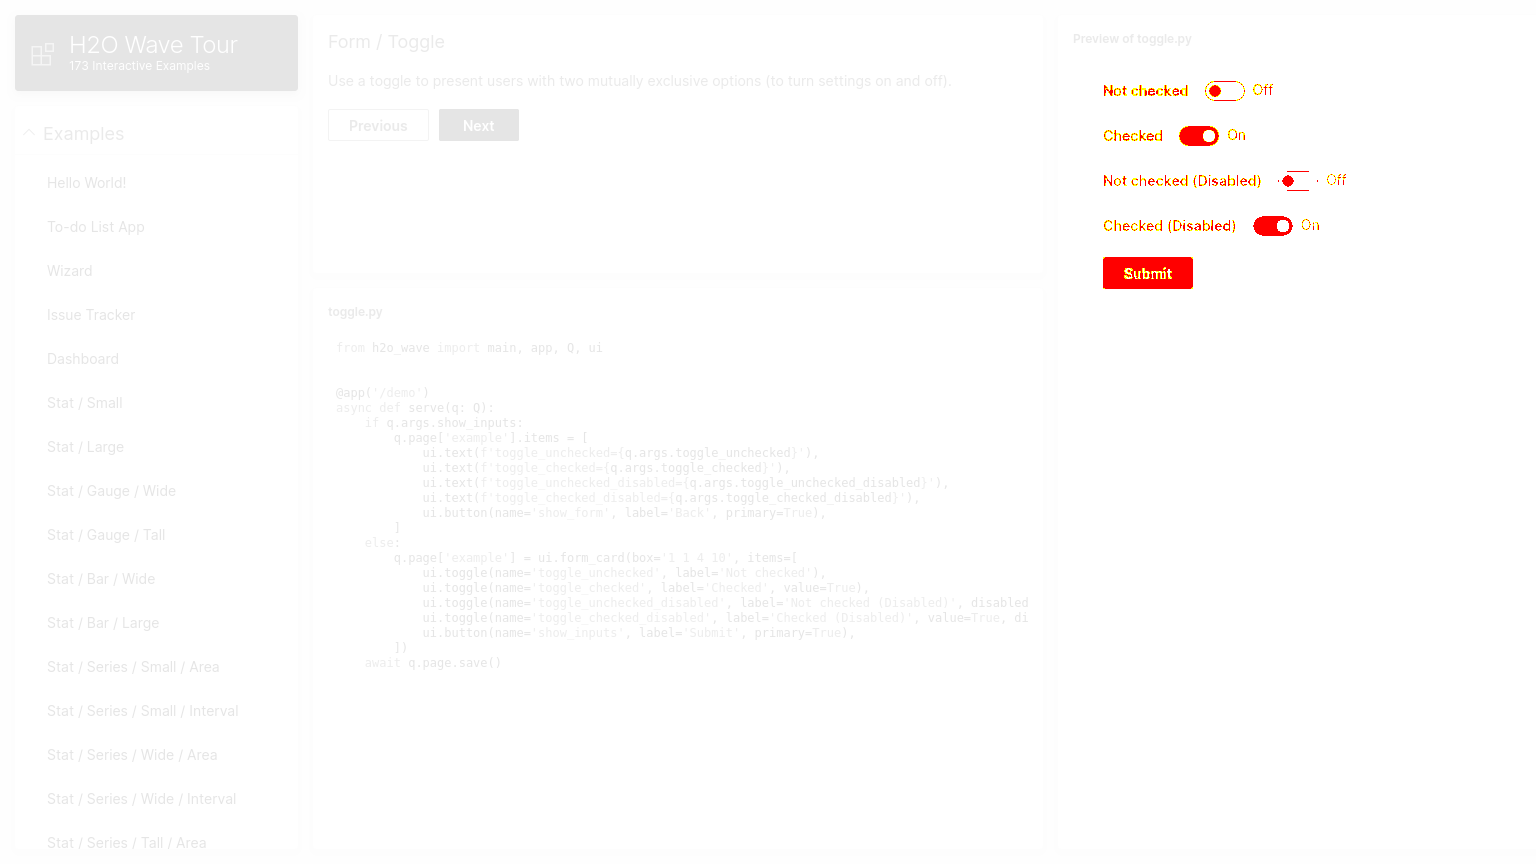 H2O Wave Tour
173 Interactive Examples
Examples
Hello World!
To-do List App
Wizard
Issue Tracker
Dashboard
Stat / Small
Stat / Large
Stat / Gauge / Wide
Stat / Gauge / Tall
Stat / Bar / Wide
Stat / Bar / Large
Stat / Series / Small / Area
Stat / Series / Small / Interval
Stat / Series / Wide / Area
Stat / Series / Wide / Interval
Stat / Series / Tall / Area
Form / Toggle
Use a toggle to present users with two mutually exclusive options (to turn settings on and off).
Previous Next
toggle.py
from h2o_wave import main, app, Q, ui
@app('/demo')
async def serve(q: Q):
    if q.args.show_inputs:
        q.page['example'].items = [
            ui.text(f'toggle_unchecked={q.args.toggle_unchecked}'),
            ui.text(f'toggle_checked={q.args.toggle_checked}'),
            ui.text(f'toggle_unchecked_disabled={q.args.toggle_unchecked_disabled}'),
            ui.text(f'toggle_checked_disabled={q.args.toggle_checked_disabled}'),
            ui.button(name='show_form', label='Back', primary=True),
        ]
    else:
        q.page['example'] = ui.form_card(box='1 1 4 10', items=[
            ui.toggle(name='toggle_unchecked', label='Not checked'),
            ui.toggle(name='toggle_checked', label='Checked', value=True),
            ui.toggle(name='toggle_unchecked_disabled', label='Not checked (Disabled)', disabled
            ui.toggle(name='toggle_checked_disabled', label='Checked (Disabled)', value=True, di
            ui.button(name='show_inputs', label='Submit', primary=True),
        ])
    await q.page.save()
Preview of toggle.py
Not checked Off
Checked On
Not checked (Disabled) Off
Checked (Disabled) On
Submit